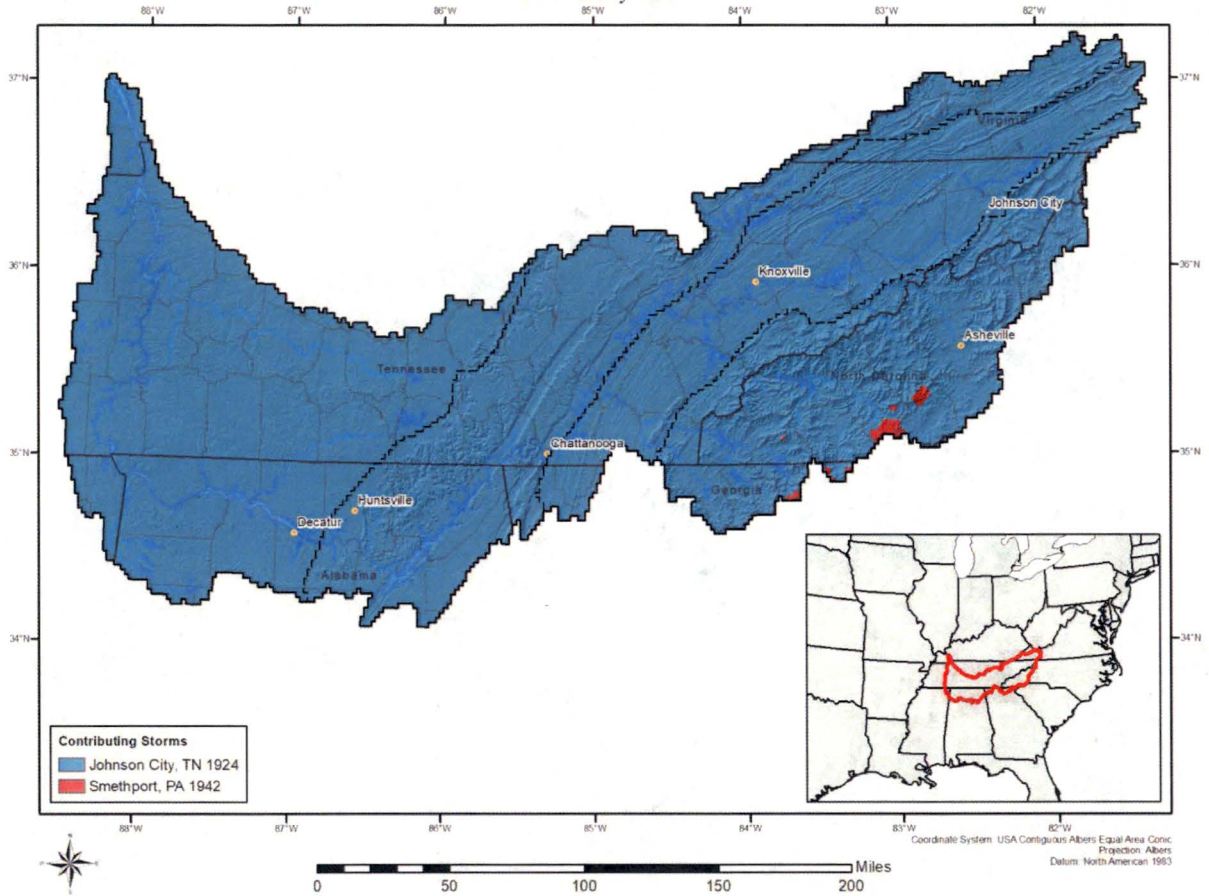 88°W 87°W 86°W 85°W 84°W 83°W 82°W
37°N 37°N
Virginia
Johnson City
36°N 36°N
Knoxville
Asheville
Tennessee
North Carolina
35°N 35°N
Chattanooga
Georgia
Huntsville
Decatur
Alabama
34°N 34°N
Contributing Storms
Johnson City, TN 1924
Smethport, PA 1942
88°W 87°W 86°W 85°W 84°W 83°W 82°W
Coordinate System: USA Contiguous Albers Equal Area Conic
Projection: Albers
Datum: North American 1983
Miles
0 50 100 150 200